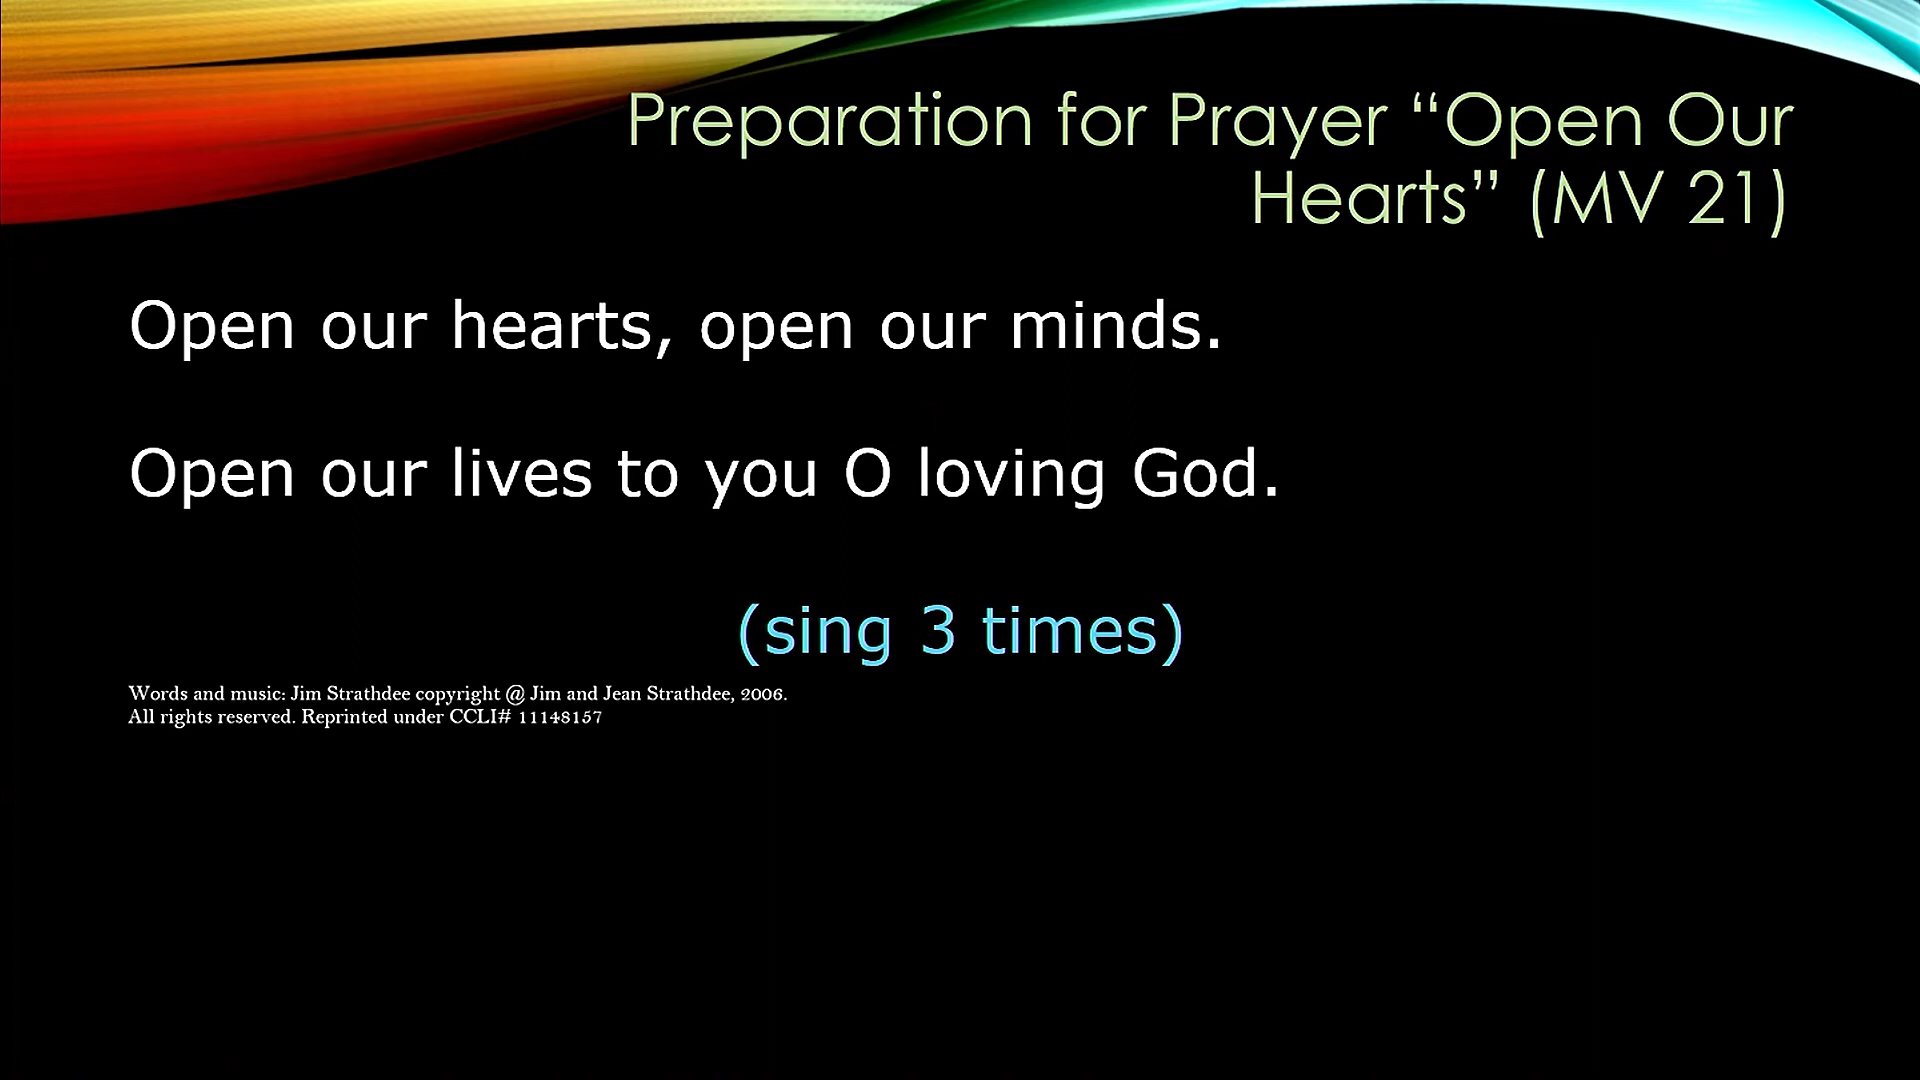 Preparation for Prayer “Open Our
Hearts” (MV 21)
Open our hearts, open our minds.
Open our lives to you O loving God.
(sing 3 times)
Words and music: Jim Strathdee copyright @ Jim and Jean Strathdee, 2006.
All rights reserved. Reprinted under CCLI# 11148157